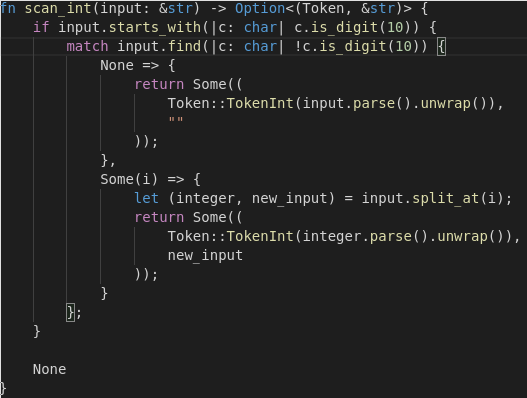 fn scan_int(input: &str) -> Option<(Token, &str)> {
    if input.starts_with(|c: char| c.is_digit(10)) {
        match input.find(|c: char| !c.is_digit(10)) {
            None => {
                return Some((
                    Token::TokenInt(input.parse().unwrap()),
                    ""
                ));
            },
            Some(i) => {
                let (integer, new_input) = input.split_at(i);
                return Some((
                    Token::TokenInt(integer.parse().unwrap()),
                    new_input
                ));
            }
        };
    }

    None
}